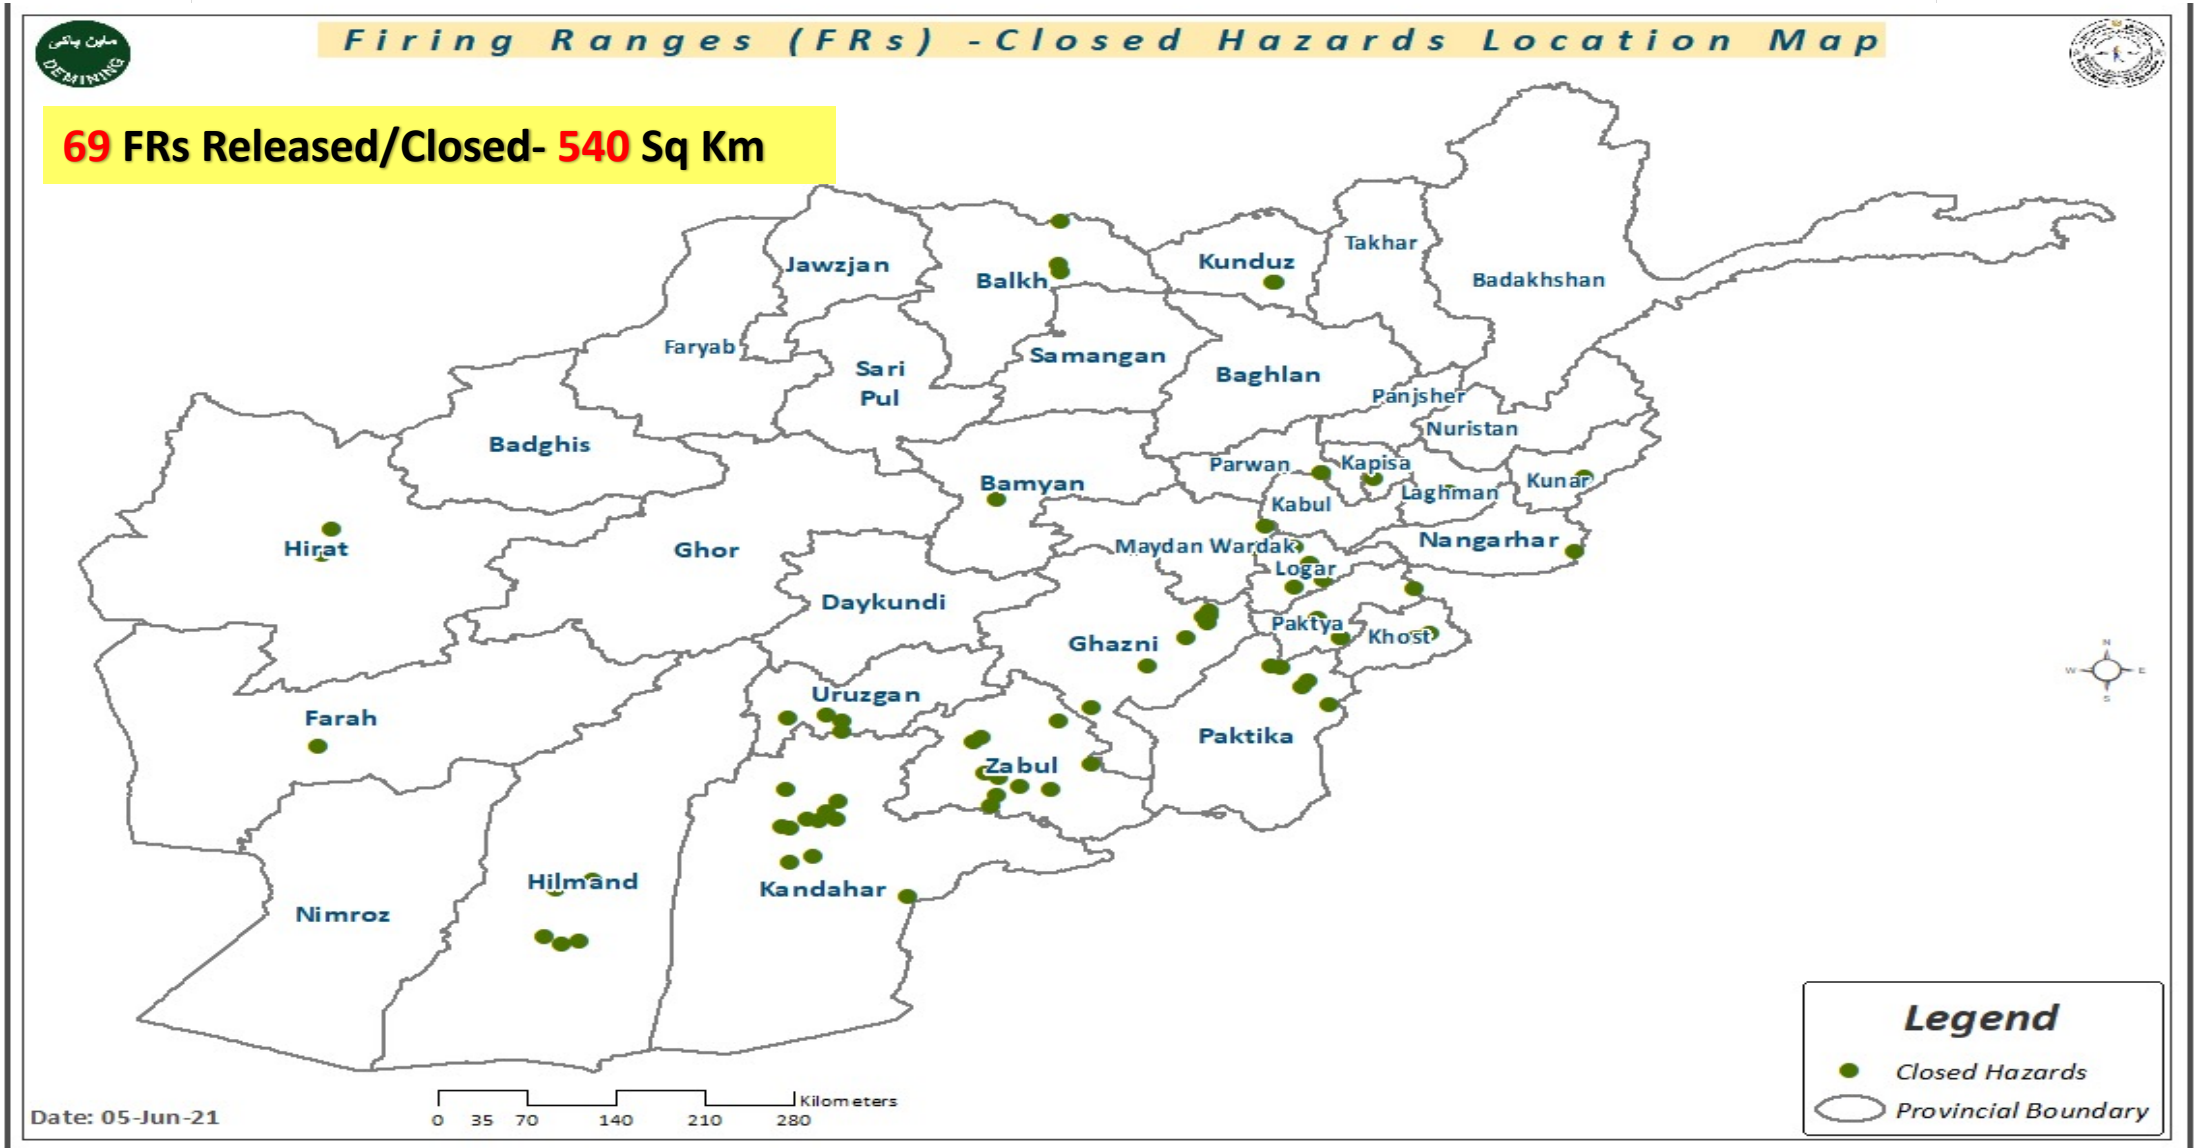 ماين پاکی
DEMINING
Firing Ranges (FRs) -Closed Hazards Location Map
69 FRs Released/Closed- 540 Sq Km
Takhar
Jawzjan
Balkh
Kunduz
Badakhshan
Faryab
Sari
Pul
Samangan
Baghlan
Panjsher
Nuristan
Badghis
Parwan
Kapisa
Bamyan
Kabul
Laghman
Kunar
Hirat
Ghor
Maydan Wardak
Nangarhar
Logar
Daykundi
Ghazni
Paktya
Khost
N
W
E
S
Uruzgan
Farah
Paktika
Zabul
Hilmand
Kandahar
Nimroz
Legend
Closed Hazards
Provincial Boundary
Kilometers
0 35 70 140 210 280
Date: 05-Jun-21